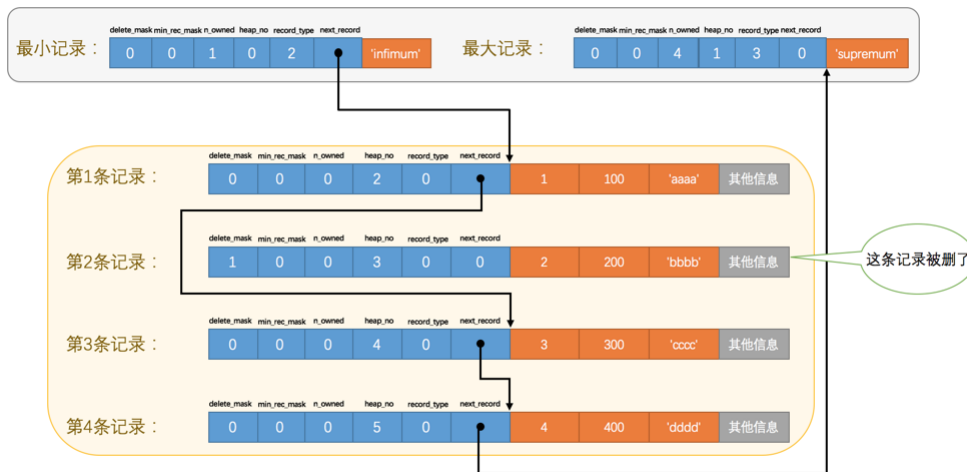 delete_mask min_rec_mask n_owned heap_no record_type next_record
最小记录： 0 0 1 0 2 'infimum'
delete_mask min_rec_mask n_owned heap_no record_type next_record
最大记录： 0 0 4 1 3 0 'supremum'
delete_mask min_rec_mask n_owned heap_no record_type next_record
第1条记录： 0 0 0 2 0 1 100 'aaaa' 其他信息
delete_mask min_rec_mask n_owned heap_no record_type next_record
第2条记录： 1 0 0 3 0 0 2 200 'bbbb' 其他信息
这条记录被删了
delete_mask min_rec_mask n_owned heap_no record_type next_record
第3条记录： 0 0 0 4 0 3 300 'cccc' 其他信息
delete_mask min_rec_mask n_owned heap_no record_type next_record
第4条记录： 0 0 0 5 0 4 400 'dddd' 其他信息